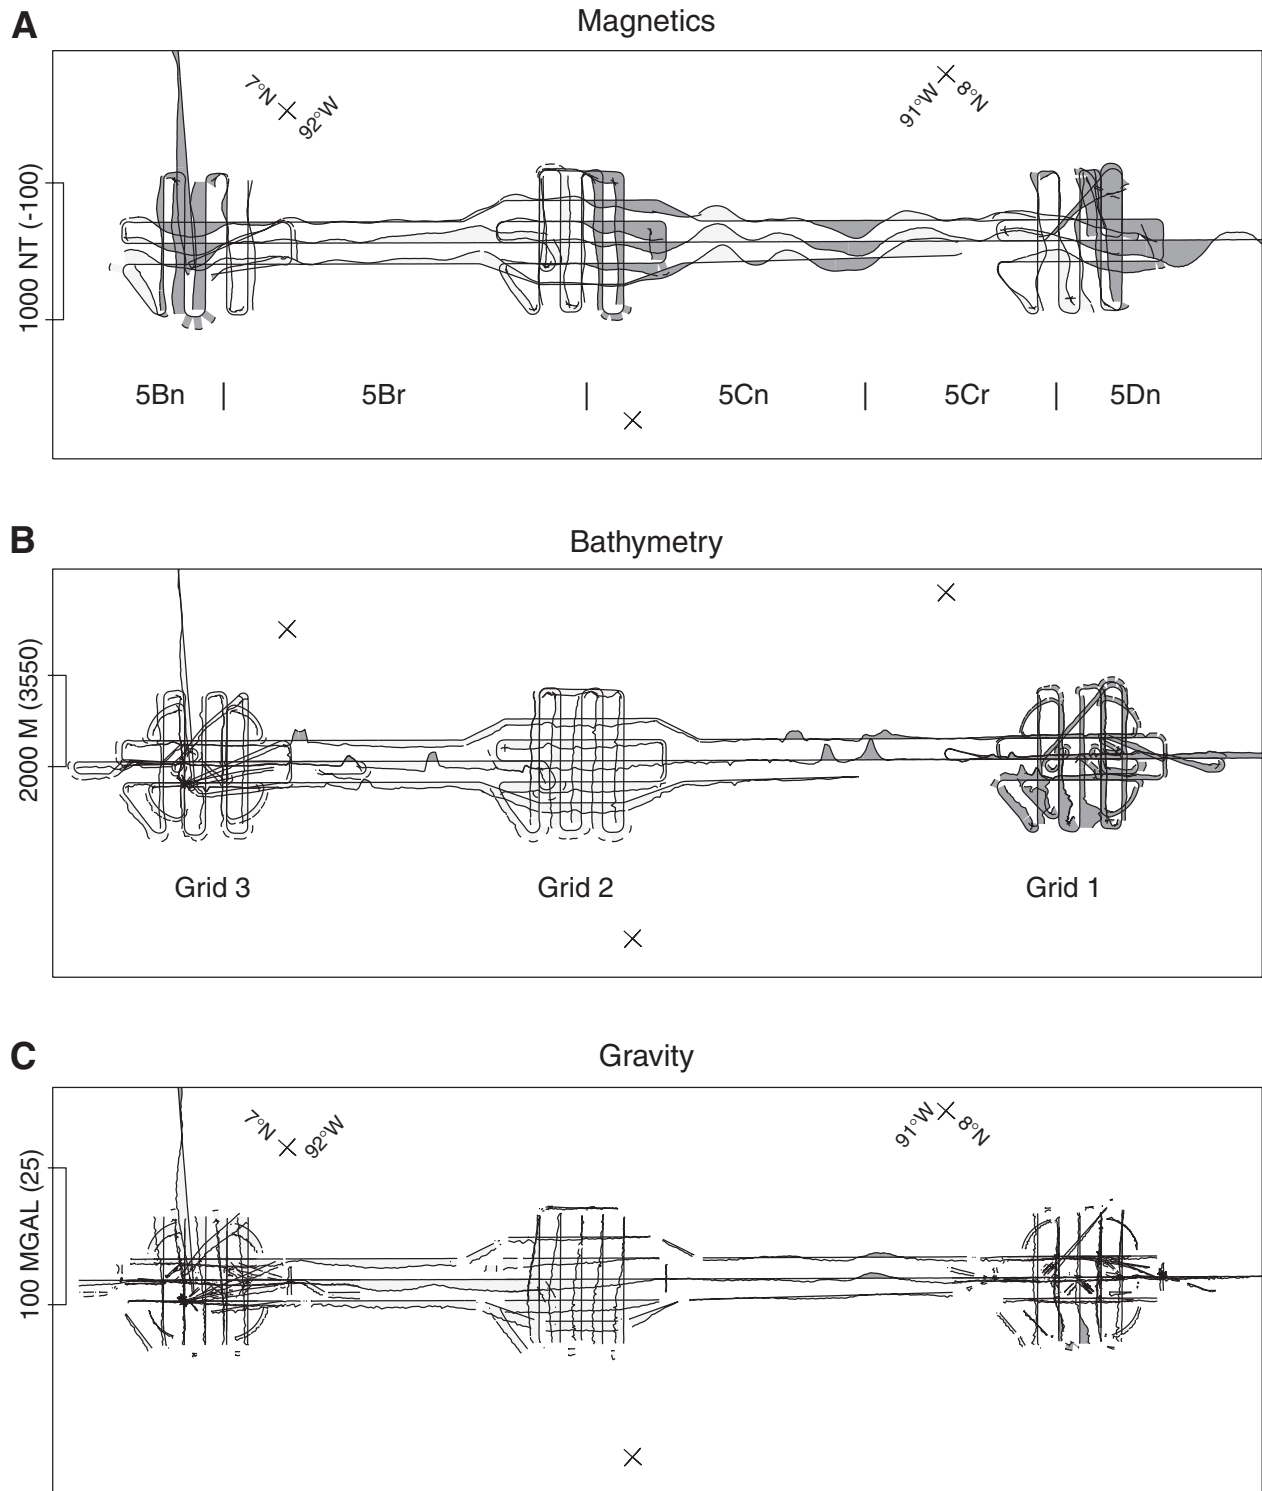 A
Magnetics
7°N
92°W
91°W
8°N
1000 NT (-100)
5Bn | 5Br | 5Cn | 5Cr | 5Dn
B
Bathymetry
2000 M (3550)
Grid 3 Grid 2 Grid 1
C
Gravity
7°N
92°W
91°W
8°N
100 MGAL (25)